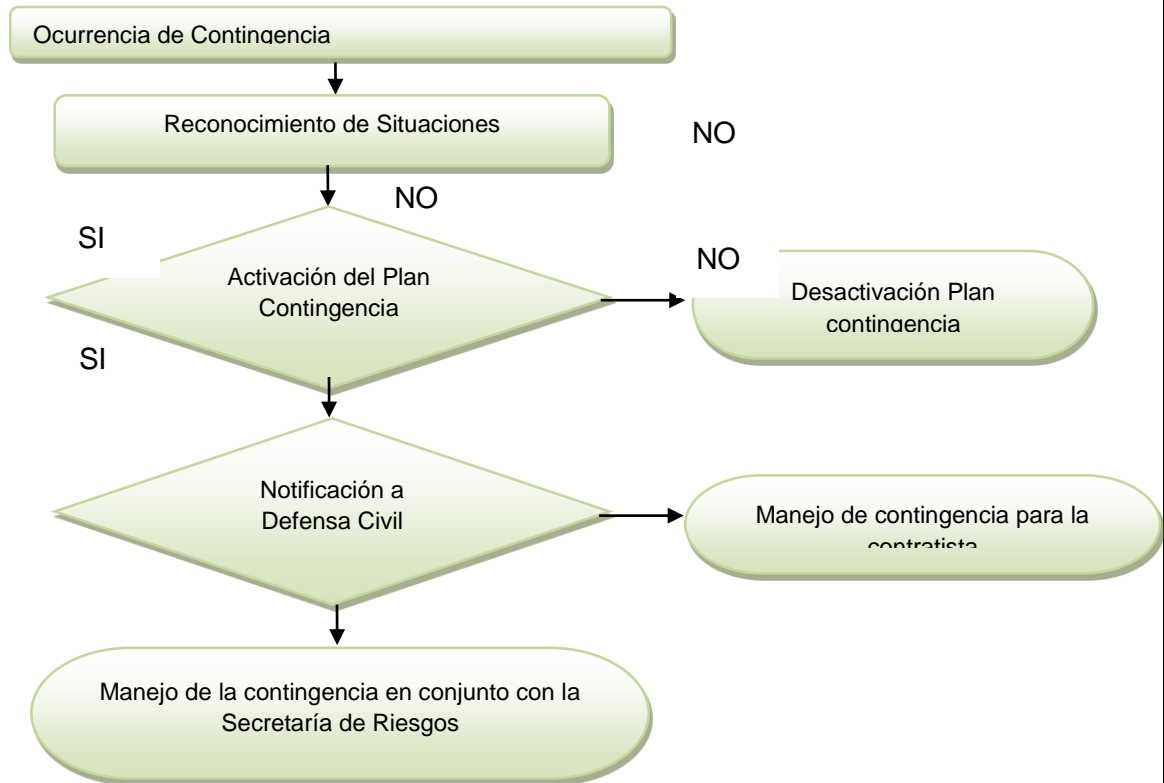 Ocurrencia de Contingencia
Reconocimiento de Situaciones
NO
NO
SI
Activación del Plan
Contingencia
NO
Desactivación Plan
contingencia
SI
Notificación a
Defensa Civil
Manejo de contingencia para la
contratista
Manejo de la contingencia en conjunto con la
Secretaría de Riesgos